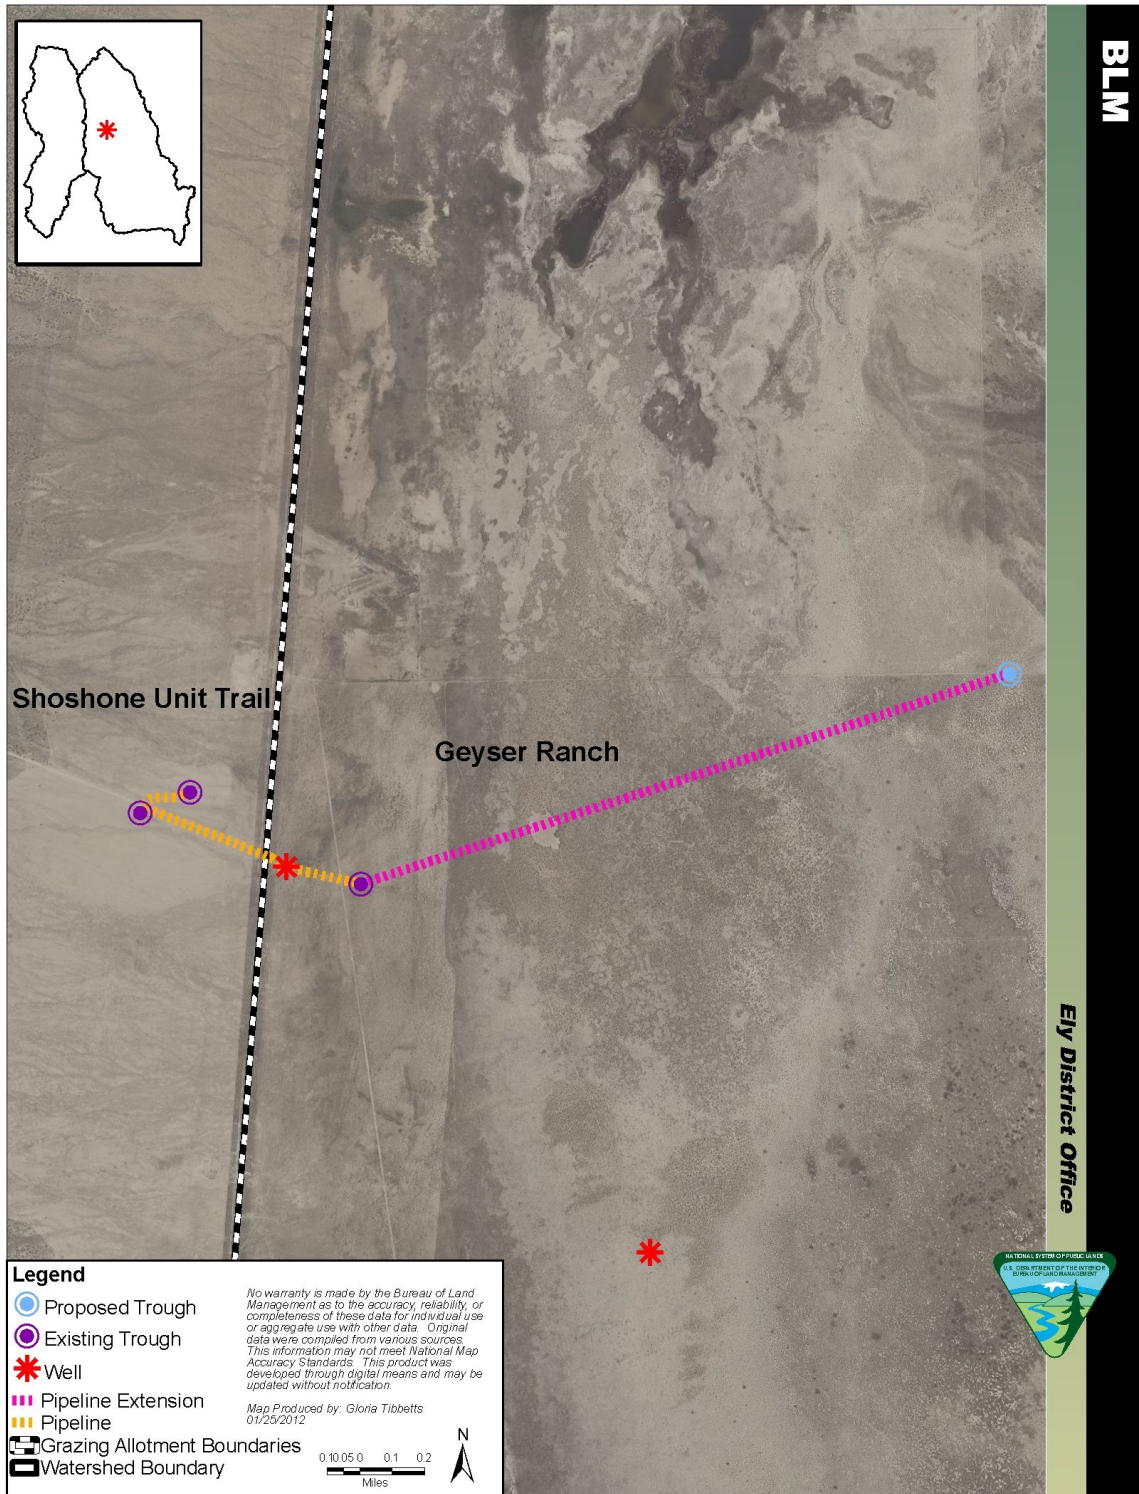 BLM
Shoshone Unit Trail
Geyser Ranch
Ely District Office
NATIONAL SYSTEM OF PUBLIC LANDS
U.S. DEPARTMENT OF THE INTERIOR
BUREAU OF LAND MANAGEMENT
Legend
Proposed Trough
Existing Trough
Well
Pipeline Extension
Pipeline
Grazing Allotment Boundaries
Watershed Boundary
No warranty is made by the Bureau of Land
Management as to the accuracy, reliability, or
completeness of these data for individual use
or aggregate use with other data. Original
data were compiled from various sources.
This information may not meet National Map
Accuracy Standards. This product was
developed through digital means and may be
updated without notification.
Map Produced by: Gloria Tibbetts
01/25/2012
N
0.10.05 0 0.1 0.2
Miles